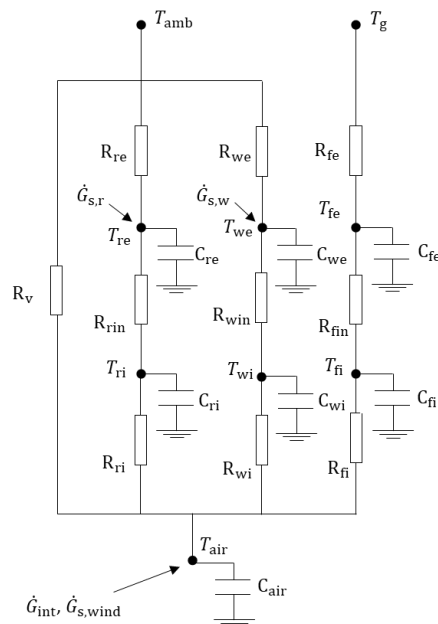 T_amb T_g
R_re R_we R_fe
Ġ_s,r Ġ_s,w
T_re T_we T_fe
C_re C_we C_fe
R_v R_rin R_win R_fin
T_ri T_wi T_fi
C_ri C_wi C_fi
R_ri R_wi R_fi
T_air
C_air
Ġ_int, Ġ_s,wind